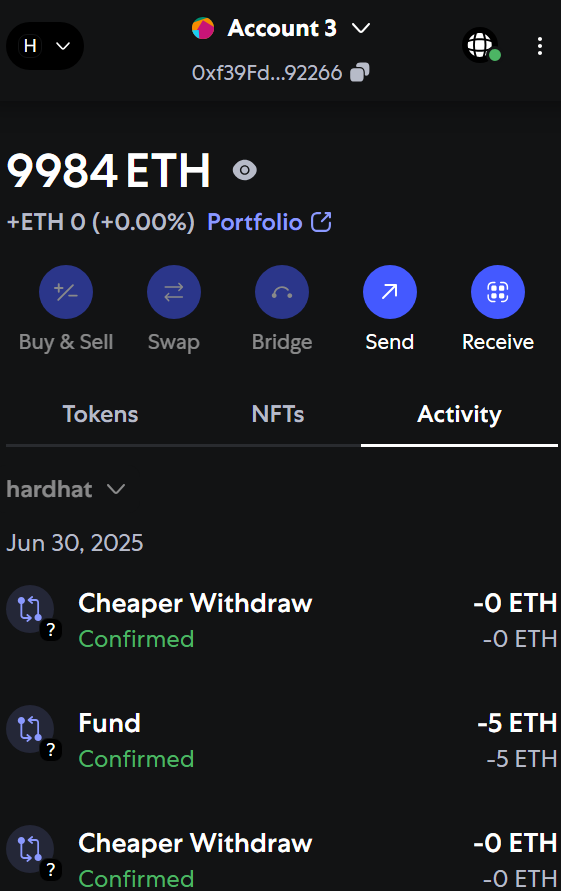 H
Account 3
0xf39Fd...92266
9984 ETH
+ETH 0 (+0.00%) Portfolio
Buy & Sell
Swap
Bridge
Send
Receive
Tokens
NFTs
Activity
hardhat
Jun 30, 2025
Cheaper Withdraw
-0 ETH
?
Confirmed
-0 ETH
Fund
-5 ETH
?
Confirmed
-5 ETH
Cheaper Withdraw
-0 ETH
?
Confirmed
-0 ETH